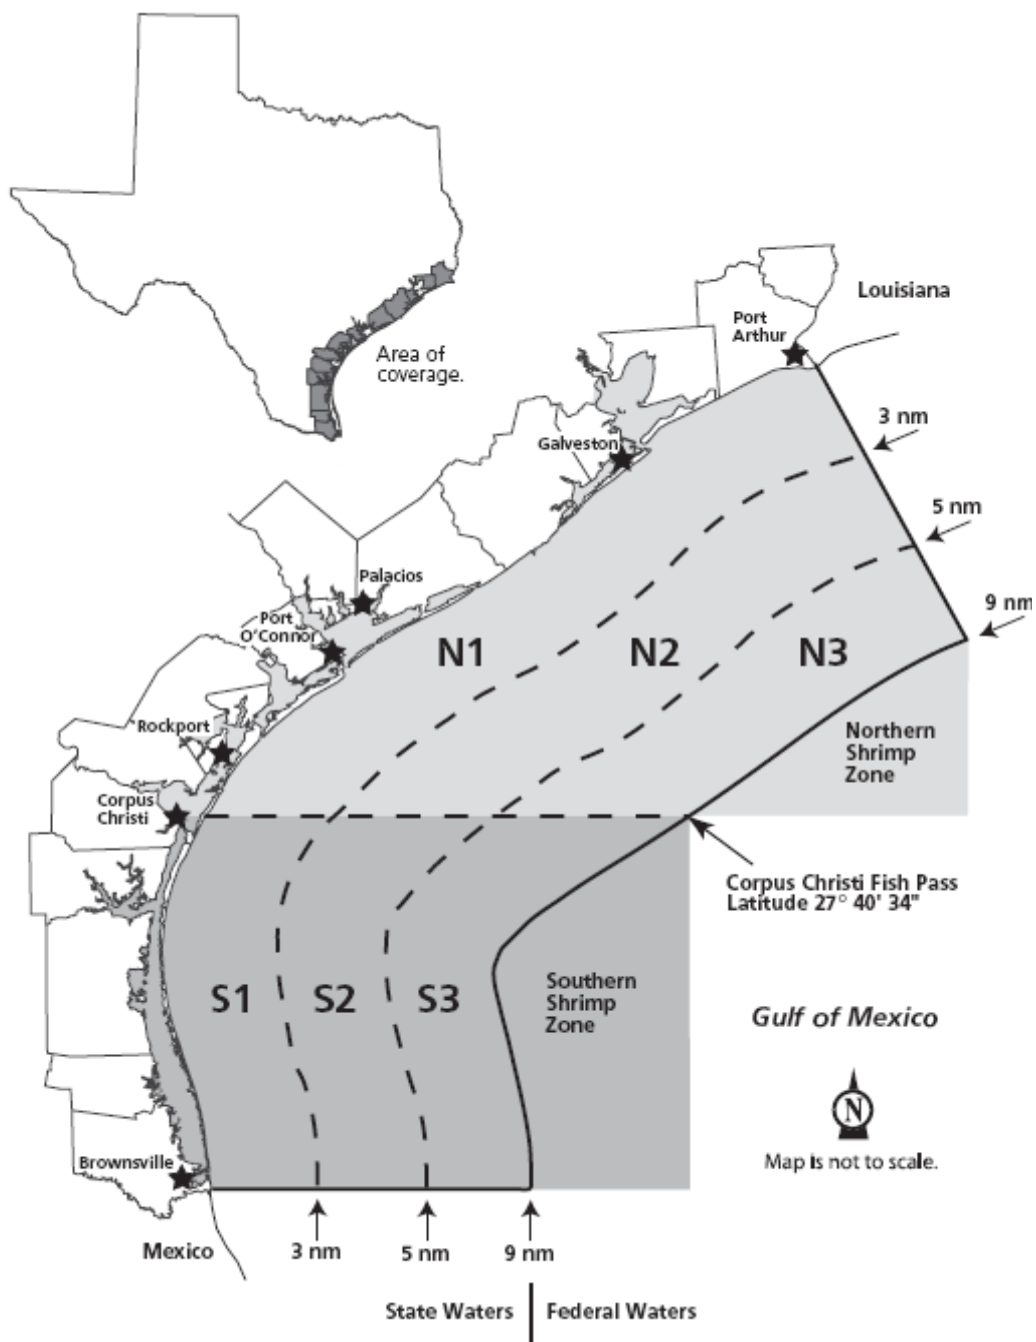 Area of
coverage.
Louisiana
Port
Arthur
3 nm
Galveston
5 nm
Palacios
9 nm
Port
O'Connor
N1
N2
N3
Rockport
Northern
Shrimp
Zone
Corpus
Christi
Corpus Christi Fish Pass
Latitude 27° 40' 34"
S1
S2
S3
Southern
Shrimp
Zone
Gulf of Mexico
N
Map is not to scale.
Brownsville
Mexico
3 nm
5 nm
9 nm
State Waters
Federal Waters